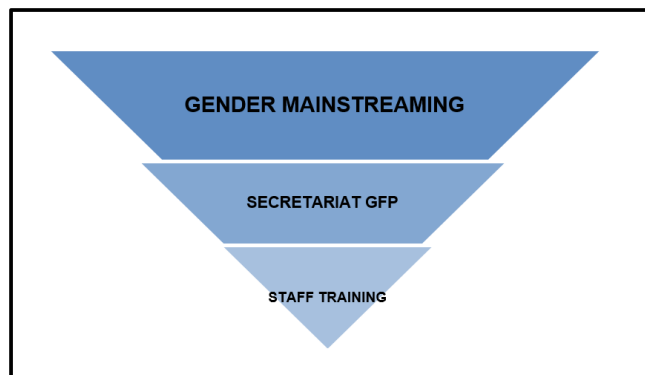 GENDER MAINSTREAMING
SECRETARIAT GFP
STAFF TRAINING